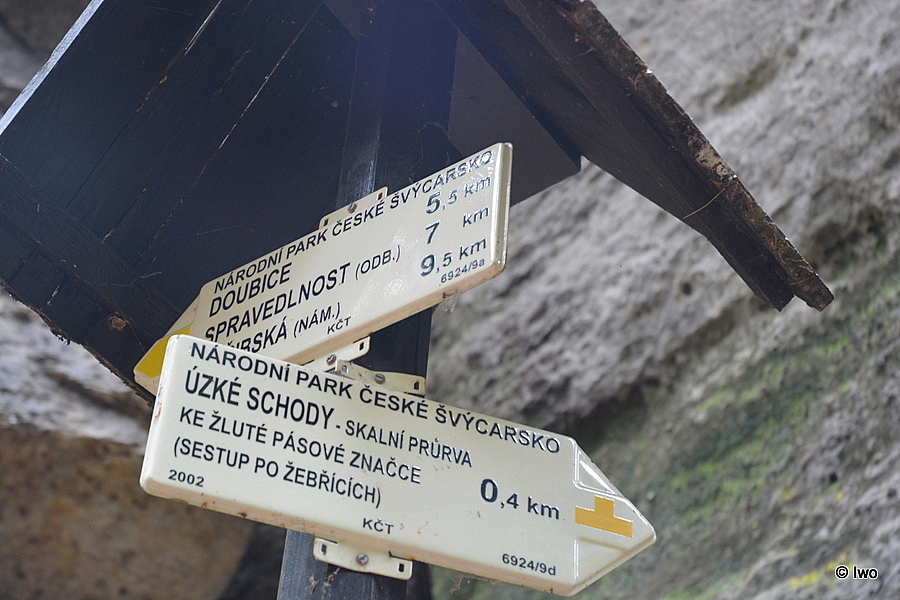 NÁRODNÍ PARK ČESKÉ ŠVÝCARSKO
DOUBICE 5,5 km
SPRAVEDLNOST (ODB.) 7 km
(NÁM.) 9,5 km
KČT 6924/9a
NÁRODNÍ PARK ČESKÉ ŠVÝCARSKO
ÚZKÉ SCHODY - SKALNÍ PRŮRVA
KE ŽLUTÉ PÁSOVÉ ZNAČCE 0,4 km
(SESTUP PO ŽEBŘÍCÍCH)
2002 KČT 6924/9d
© Iwo